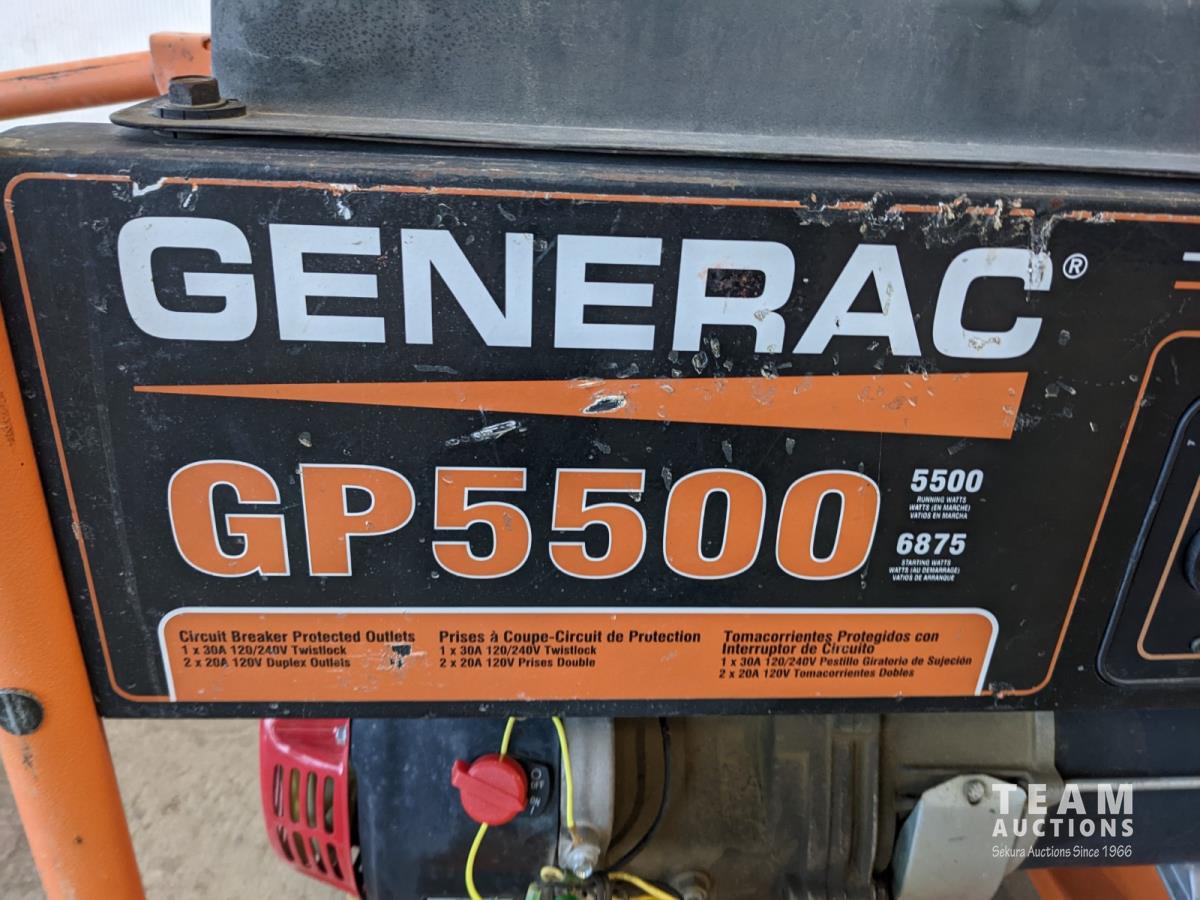 GENERAC®
GP5500
5500
RUNNING WATTS
WATTS (EN MARCHE)
VATIOS EN MARCHA
6875
STARTING WATTS
WATTS (AU DEMARRAGE)
VATIOS DE ARRANQUE
Circuit Breaker Protected Outlets
1 x 30A 120/240V Twistlock
2 x 20A 120V Duplex Outlets
Prises à Coupe-Circuit de Protection
1 x 30A 120/240V Twistlock
2 x 20A 120V Prises Double
Tomacorrientes Protegidos con
Interruptor de Circuito
1 x 30A 120/240V Pestillo Giratorio de Sujeción
2 x 20A 120V Tomacorrientes Dobles
OFF
TEAM
AUCTIONS
Sekura Auctions Since 1966